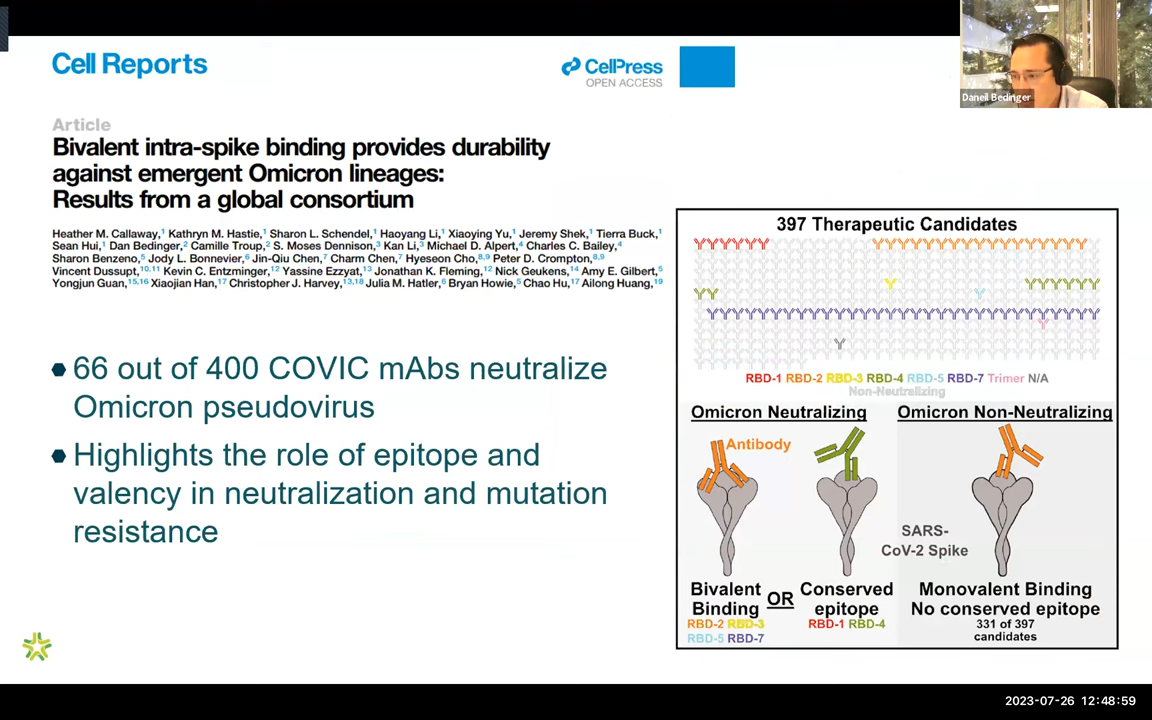 Cell Reports
CellPress
OPEN ACCESS
Daneil Bedinger
Article
Bivalent intra-spike binding provides durability
against emergent Omicron lineages:
Results from a global consortium
Heather M. Callaway,1 Kathryn M. Hastie,1 Sharon L. Schendel,1 Haoyang Li,1 Xiaoying Yu,1 Jeremy Shek,1 Tierra Buck,1
Sean Hui,1 Dan Bedinger,2 Camille Troup,2 S. Moses Dennison,3 Kan Li,3 Michael D. Alpert,4 Charles C. Bailey,4
Sharon Benzeno,5 Jody L. Bonnevier,6 Jin-Qiu Chen,7 Charm Chen,7 Hyeseon Cho,8,9 Peter D. Crompton,8,9
Vincent Dussupt,10,11 Kevin C. Entzminger,12 Yassine Ezzyat,13 Jonathan K. Fleming,12 Nick Geukens,14 Amy E. Gilbert,5
Yongjun Guan,15,16 Xiaojian Han,17 Christopher J. Harvey,13,18 Julia M. Hatler,6 Bryan Howie,5 Chao Hu,17 Ailong Huang,19
66 out of 400 COVIC mAbs neutralize
Omicron pseudovirus
Highlights the role of epitope and
valency in neutralization and mutation
resistance
397 Therapeutic Candidates
RBD-1 RBD-2 RBD-3 RBD-4 RBD-5 RBD-7 Trimer N/A
Non-Neutralizing
Omicron Neutralizing
Omicron Non-Neutralizing
Antibody
SARS-
CoV-2 Spike
Bivalent
Binding
OR
Conserved
epitope
RBD-2 RBD-3
RBD-5 RBD-7
RBD-1 RBD-4
Monovalent Binding
No conserved epitope
331 of 397
candidates
2023-07-26 12:48:59